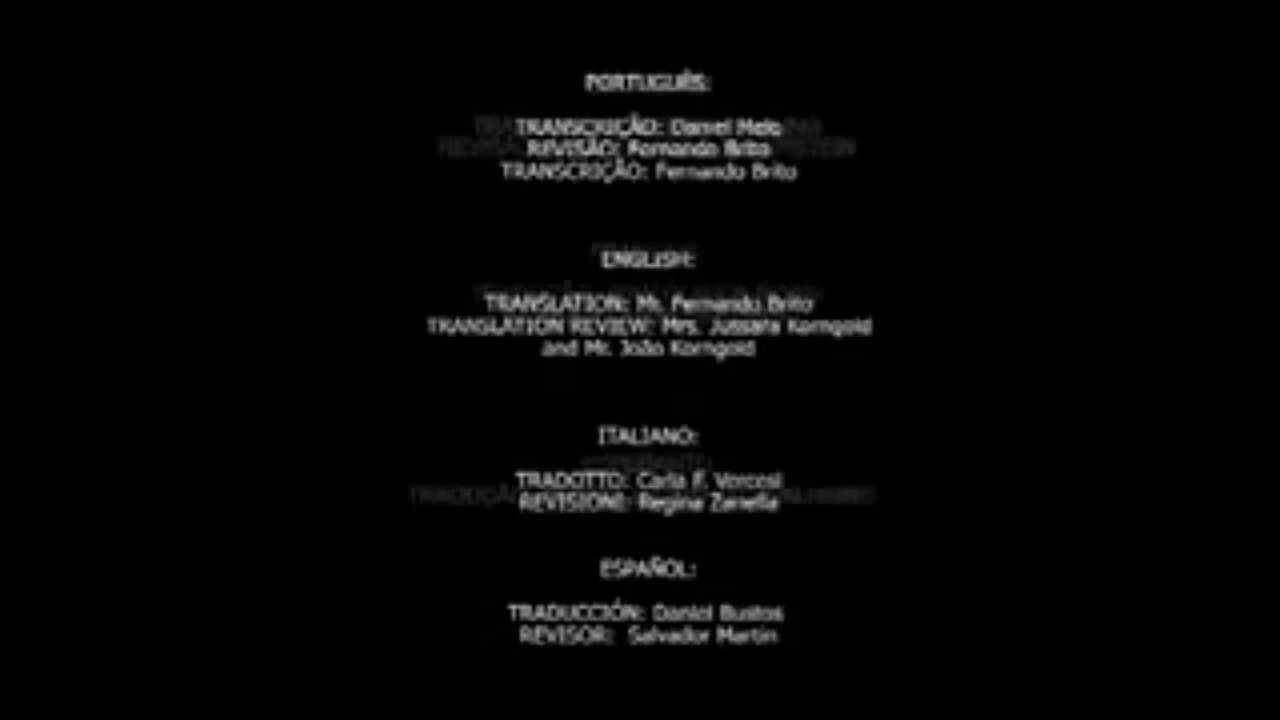 PORTUGUÊS:
TRANSCRIÇÃO: Daniel Melo
REVISÃO: Fernando Brito
TRANSCRIÇÃO: Fernando Brito
ENGLISH:
TRANSLATION: Mr. Fernando Brito
TRANSLATION REVIEW: Mrs. Jussara Korngold
and Mr. João Korngold
ITALIANO:
TRADOTTO: Carla F. Vercesi
REVISIONE: Regina Zanella
ESPAÑOL:
TRADUCCIÓN: Daniel Bustos
REVISOR: Salvador Martín